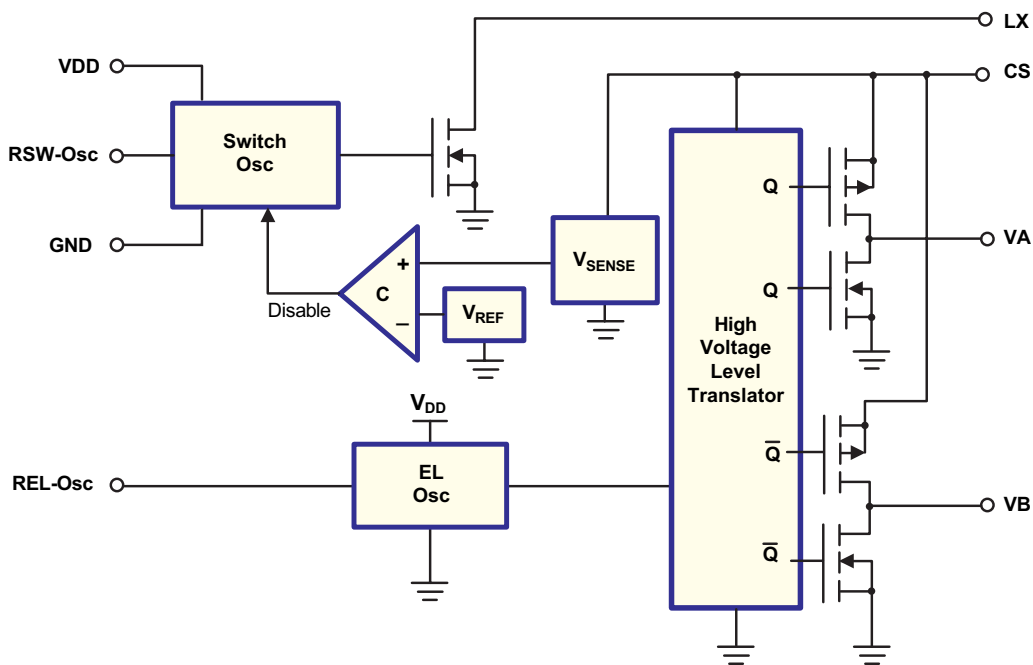 LX
VDD
CS
RSW-Osc
Switch
Osc
Q
GND
VA
+
VSENSE
C
Disable
−
VREF
Q
High
Voltage
Level
Translator
VDD
Q̅
REL-Osc
EL
Osc
VB
Q̅